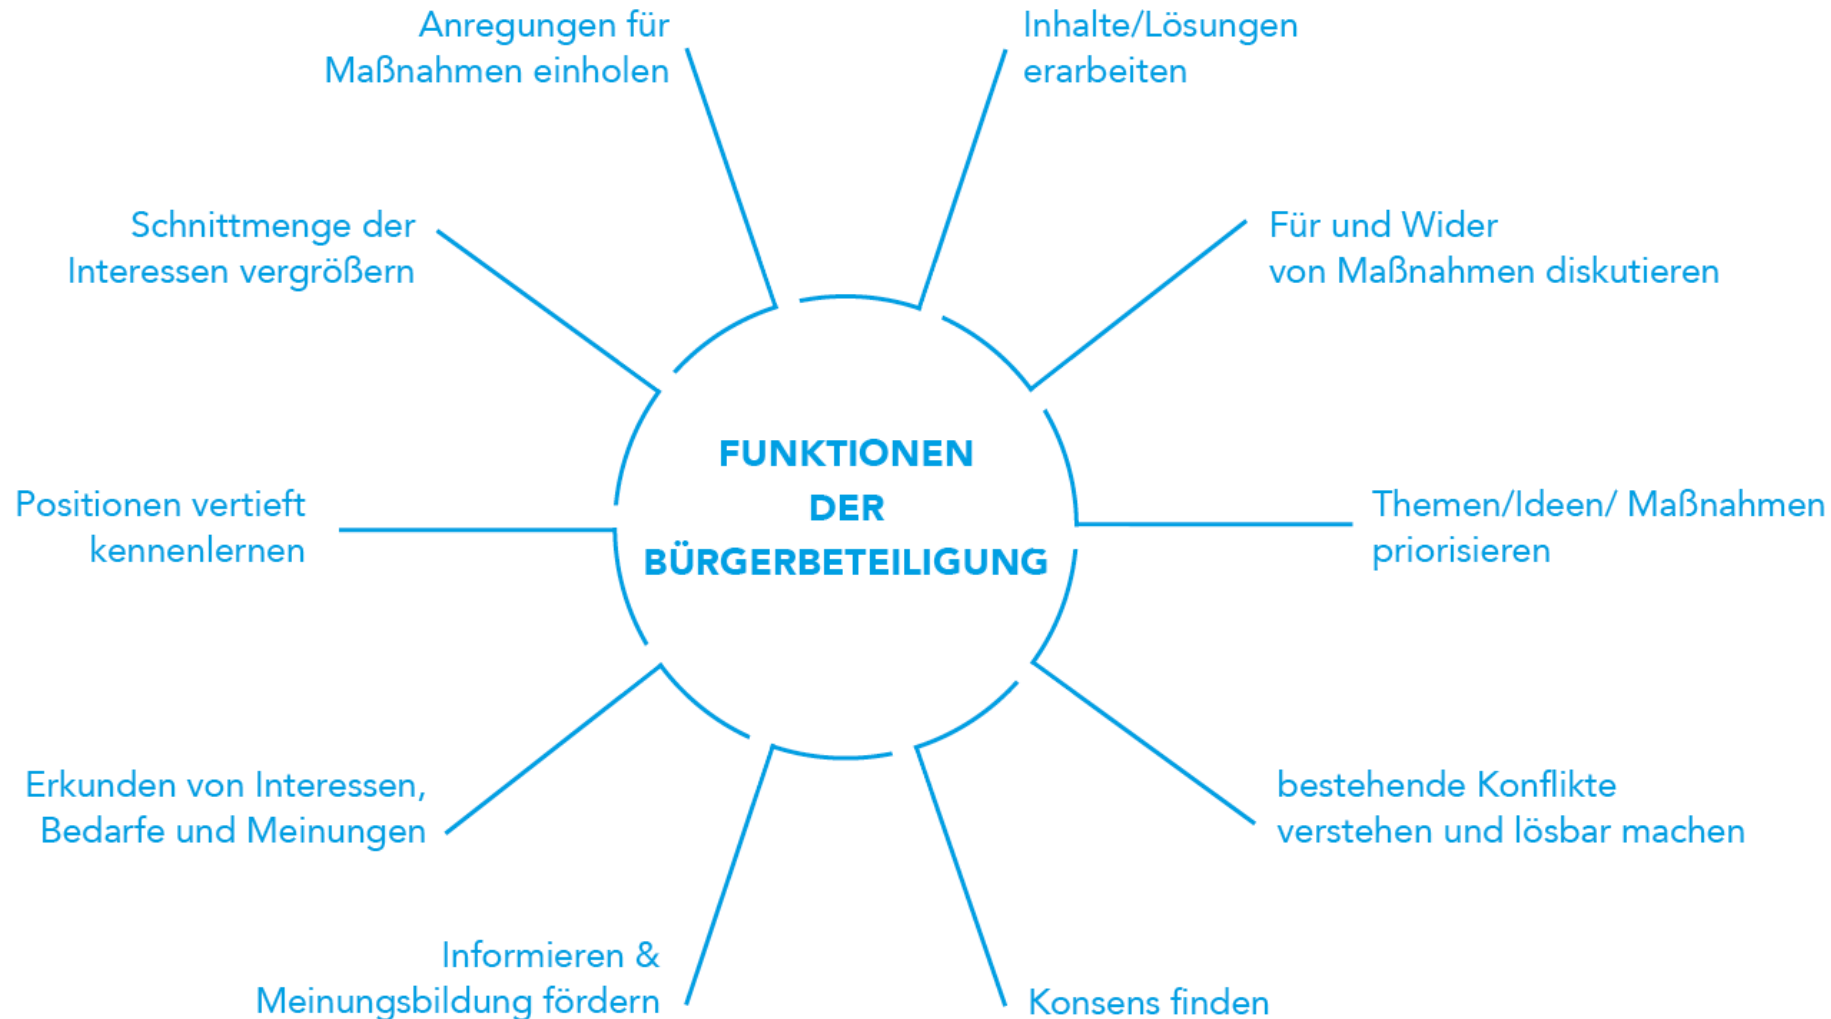 Anregungen für
Maßnahmen einholen
Inhalte/Lösungen
erarbeiten
Schnittmenge der
Interessen vergrößern
Für und Wider
von Maßnahmen diskutieren
FUNKTIONEN
DER
BÜRGERBETEILIGUNG
Positionen vertieft
kennenlernen
Themen/Ideen/ Maßnahmen
priorisieren
Erkunden von Interessen,
Bedarfe und Meinungen
bestehende Konflikte
verstehen und lösbar machen
Informieren &
Meinungsbildung fördern
Konsens finden